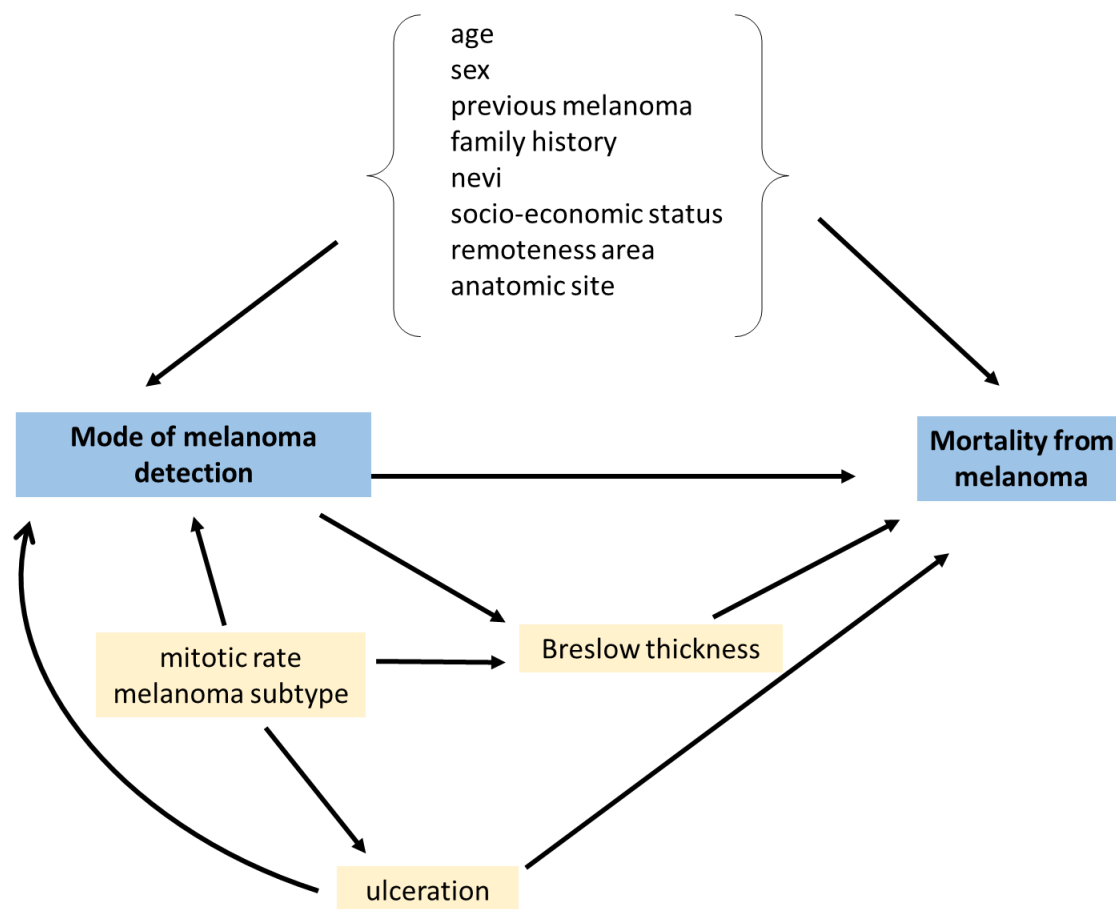 age
sex
previous melanoma
family history
nevi
socio-economic status
remoteness area
anatomic site
Mode of melanoma
detection
Mortality from
melanoma
mitotic rate
melanoma subtype
Breslow thickness
ulceration